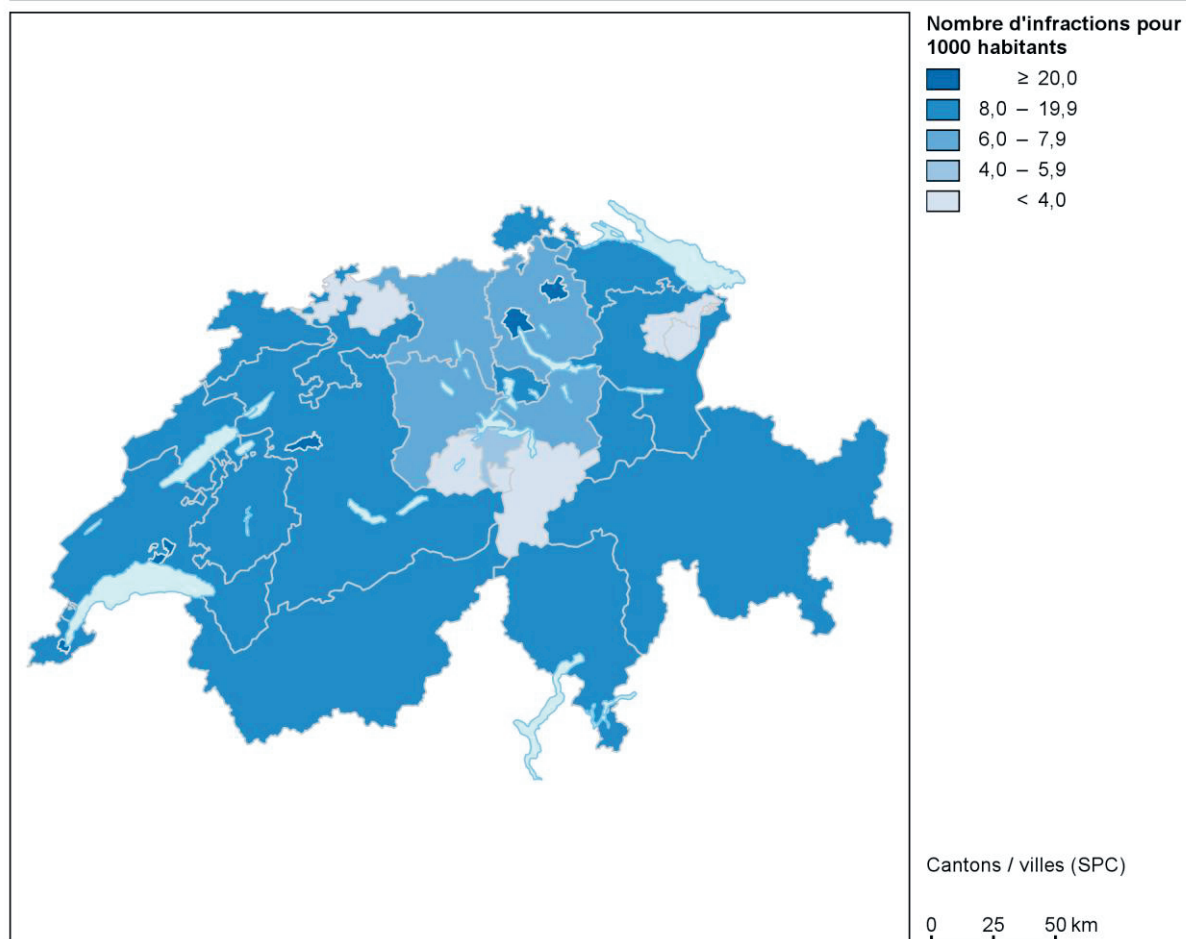 Nombre d'infractions pour
1000 habitants
≥ 20,0
8,0 – 19,9
6,0 – 7,9
4,0 – 5,9
< 4,0
Cantons / villes (SPC)
0 25 50 km